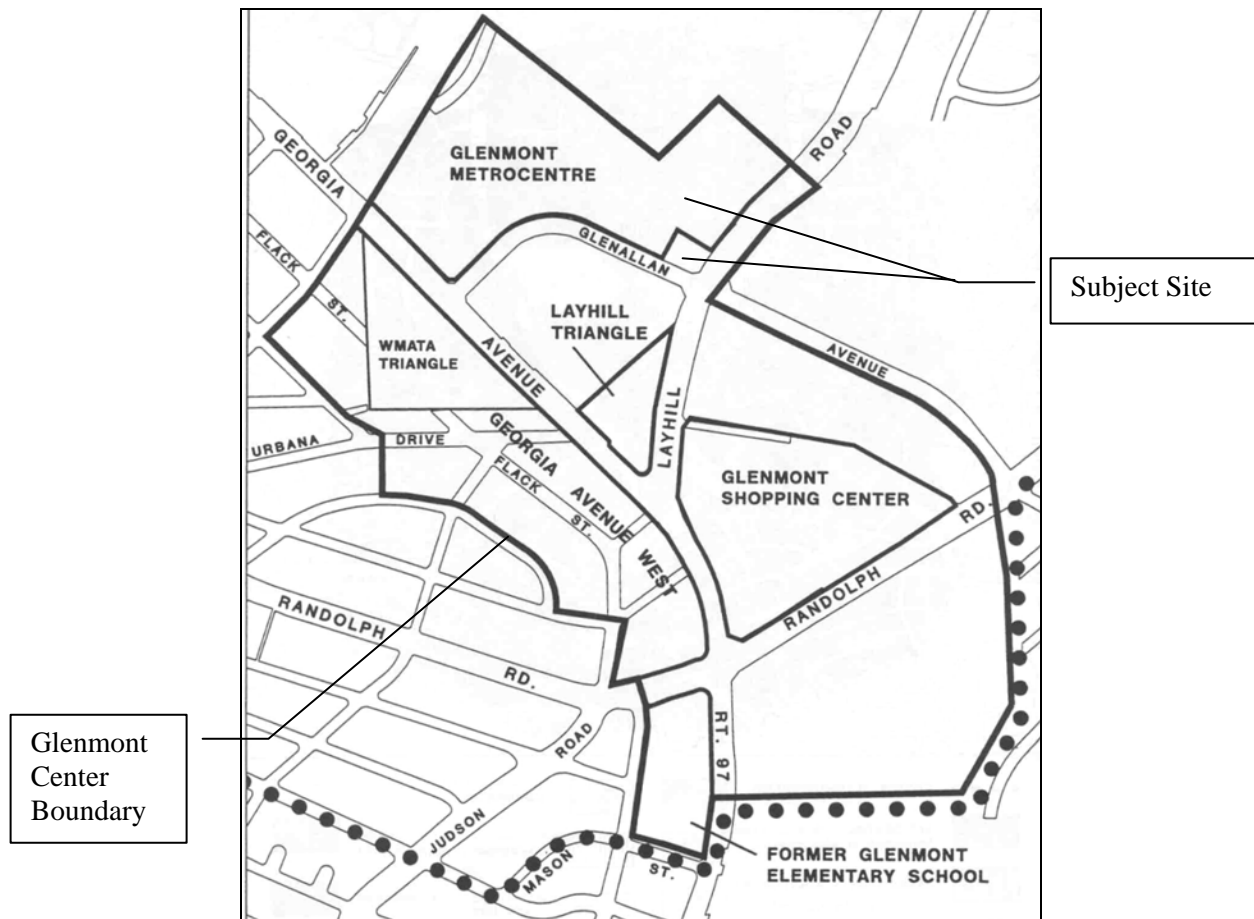 GEORGIA
ROAD
GLENMONT
METROCENTRE
FLACK
ST.
GLENALLAN
Subject Site
LAYHILL
TRIANGLE
WMATA
TRIANGLE
AVENUE
AVENUE
LAYHILL
URBANA
DRIVE
GEORGIA AVENUE WEST
FLACK
ST.
GLENMONT
SHOPPING CENTER
RANDOLPH
RD.
RANDOLPH
RD.
ROAD
RT. 97
Glenmont
Center
Boundary
JUDSON
MASON
ST.
FORMER GLENMONT
ELEMENTARY SCHOOL